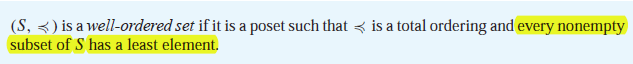 (S, ≼) is a well-ordered set if it is a poset such that ≼ is a total ordering and every nonempty
subset of S has a least element.